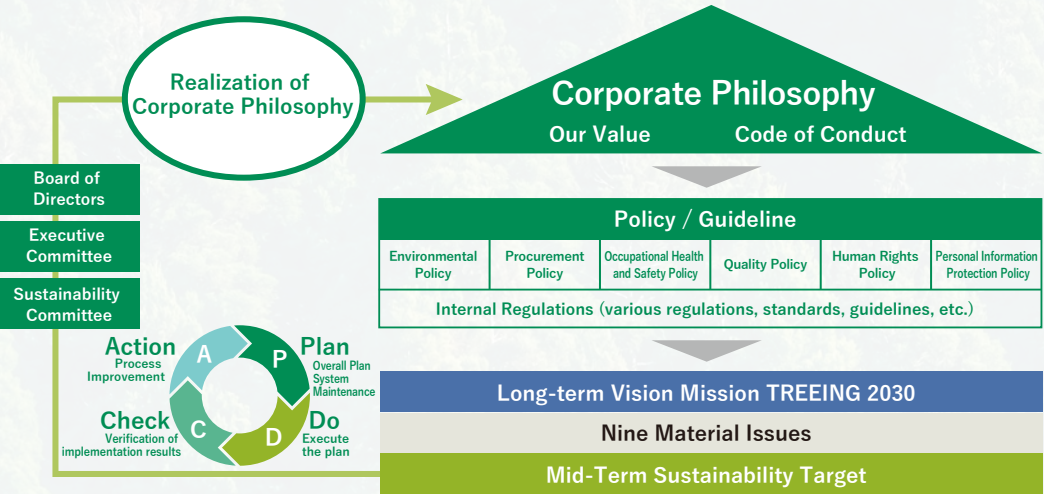 Realization of
Corporate Philosophy
Corporate Philosophy
Our Value
Code of Conduct
Board of
Directors
Executive
Committee
Sustainability
Committee
Policy / Guideline
Environmental
Policy
Procurement
Policy
Occupational Health
and Safety Policy
Quality Policy
Human Rights
Policy
Personal Information
Protection Policy
Internal Regulations (various regulations, standards, guidelines, etc.)
Action
Process
Improvement
A
P
Plan
Overall Plan
System
Maintenance
Check
Verification of
implementation results
C
D
Do
Execute
the plan
Long-term Vision Mission TREEING 2030
Nine Material Issues
Mid-Term Sustainability Target